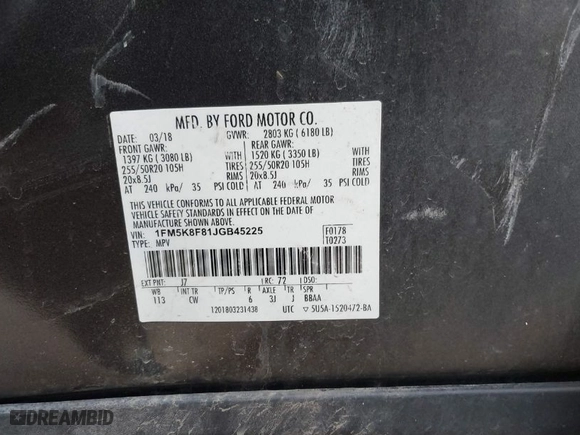 MFD. BY FORD MOTOR CO.
DATE: 03/18 GVWR: 2803 KG ( 6180 LB)
FRONT GAWR: REAR GAWR:
1397 KG ( 3080 LB) WITH 1520 KG ( 3350 LB) WITH
255/50R20 105H TIRES 255/50R20 105H TIRES
20x8.5J RIMS 20x8.5J RIMS
AT 240 kPa/ 35 PSI COLD AT 240 kPa/ 35 PSI COLD
THIS VEHICLE CONFORMS TO ALL APPLICABLE FEDERAL MOTOR
VEHICLE SAFETY STANDARDS IN EFFECT ON THE DATE OF
MANUFACTURE SHOWN ABOVE.
VIN: 1FM5K8F81JGB45225 F0178
TYPE: MPV T0273
EXT PNT: J7 RC: 72 DSO:
WB INT TR TP/PS R AXLE TR SPR
113 CW 6 3J J BBAA
1201803231438 UTC ▽ 5U5A-1520472-BA
DREAMBID